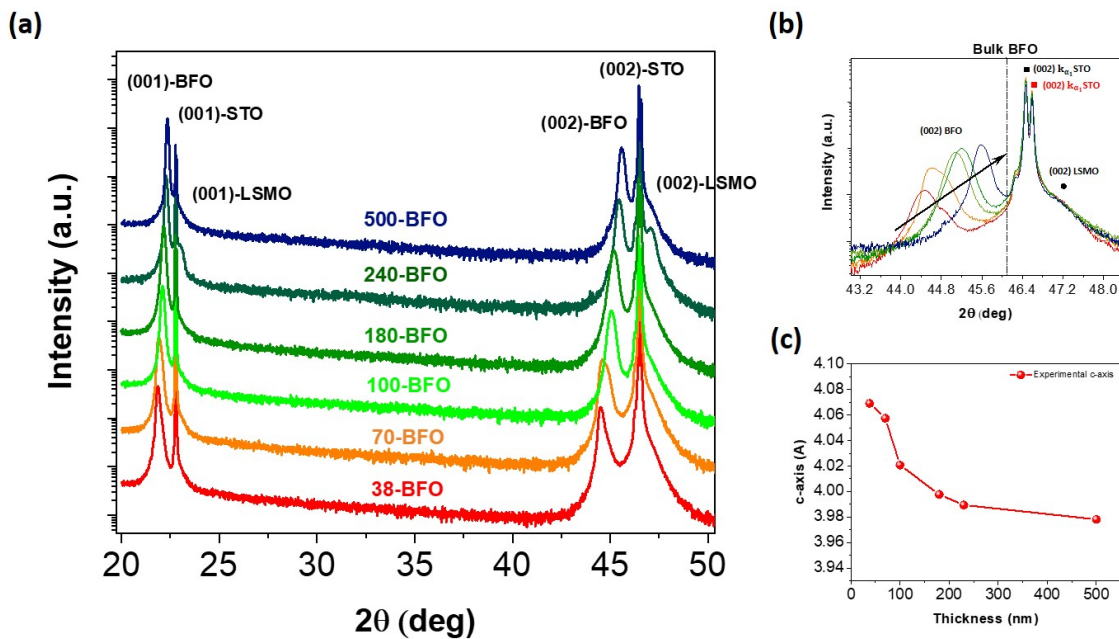 (a)
(001)-BFO
(001)-STO
(001)-LSMO
(002)-STO
(002)-BFO
(002)-LSMO
500-BFO
240-BFO
180-BFO
100-BFO
70-BFO
38-BFO
Intensity (a.u.)
20 25 30 35 40 45 50
2θ (deg)
(b)
Bulk BFO
(002) kα1 STO
(002) kα1 STO
(002) BFO
(002) LSMO
Intensity (a.u.)
43.2 44.0 44.8 45.6 46.4 47.2 48.0
2θ (deg)
(c)
Experimental c-axis
4.10
4.08
4.06
4.04
4.02
4.00
3.98
3.96
3.94
c-axis (A)
0 100 200 300 400 500
Thickness (nm)